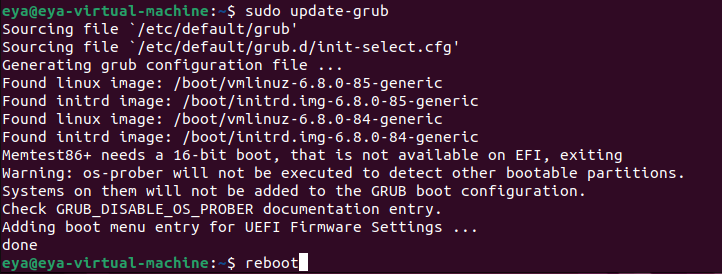 eya@eya-virtual-machine:~$ sudo update-grub
Sourcing file `/etc/default/grub'
Sourcing file `/etc/default/grub.d/init-select.cfg'
Generating grub configuration file ...
Found linux image: /boot/vmlinuz-6.8.0-85-generic
Found initrd image: /boot/initrd.img-6.8.0-85-generic
Found linux image: /boot/vmlinuz-6.8.0-84-generic
Found initrd image: /boot/initrd.img-6.8.0-84-generic
Memtest86+ needs a 16-bit boot, that is not available on EFI, exiting
Warning: os-prober will not be executed to detect other bootable partitions.
Systems on them will not be added to the GRUB boot configuration.
Check GRUB_DISABLE_OS_PROBER documentation entry.
Adding boot menu entry for UEFI Firmware Settings ...
done
eya@eya-virtual-machine:~$ reboot